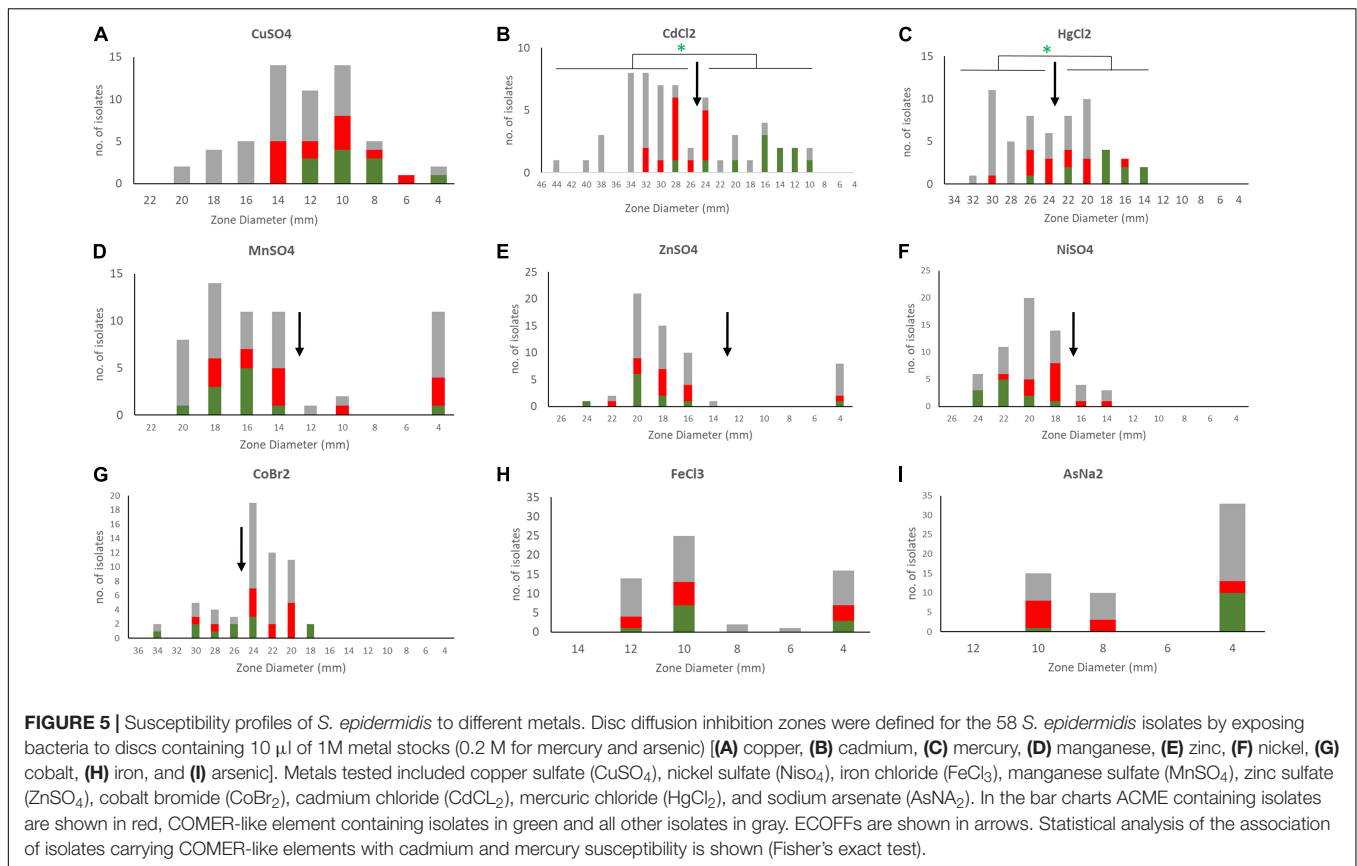 A
CuSO4
15
10
5
0
no. of isolates
22 20 18 16 14 12 10 8 6 4
Zone Diameter (mm)
B
CdCl2
*
10
5
0
no. of isolates
46 44 42 40 38 36 34 32 30 28 26 24 22 20 18 16 14 12 10 8 6 4
Zone Diameter (mm)
C
HgCl2
*
15
10
5
0
no. of isolates
34 32 30 28 26 24 22 20 18 16 14 12 10 8 6 4
Zone Diameter (mm)
D
MnSO4
15
10
5
0
no. of isolates
22 20 18 16 14 12 10 8 6 4
Zone Diameter (mm)
E
ZnSO4
25
20
15
10
5
0
no. of isolates
26 24 22 20 18 16 14 12 10 8 6 4
Zone Diameter (mm)
F
NiSO4
25
20
15
10
5
0
no. of isolates
26 24 22 20 18 16 14 12 10 8 6 4
Zone Diameter (mm)
G
CoBr2
20
18
16
14
12
10
8
6
4
2
0
no. of isolates
36 34 32 30 28 26 24 22 20 18 16 14 12 10 8 6 4
Zone Diameter (mm)
H
FeCl3
35
30
25
20
15
10
5
0
no. of isolates
14 12 10 8 6 4
Zone Diameter (mm)
I
AsNa2
35
30
25
20
15
10
5
0
no. of isolates
12 10 8 6 4
Zone Diameter (mm)
FIGURE 5 | Susceptibility profiles of S. epidermidis to different metals. Disc diffusion inhibition zones were defined for the 58 S. epidermidis isolates by exposing
bacteria to discs containing 10 μl of 1M metal stocks (0.2 M for mercury and arsenic) [(A) copper, (B) cadmium, (C) mercury, (D) manganese, (E) zinc, (F) nickel, (G)
cobalt, (H) iron, and (I) arsenic]. Metals tested included copper sulfate (CuSO4), nickel sulfate (Niso4), iron chloride (FeCl3), manganese sulfate (MnSO4), zinc sulfate
(ZnSO4), cobalt bromide (CoBr2), cadmium chloride (CdCL2), mercuric chloride (HgCl2), and sodium arsenate (AsNA2). In the bar charts ACME containing isolates
are shown in red, COMER-like element containing isolates in green and all other isolates in gray. ECOFFs are shown in arrows. Statistical analysis of the association
of isolates carrying COMER-like elements with cadmium and mercury susceptibility is shown (Fisher's exact test).